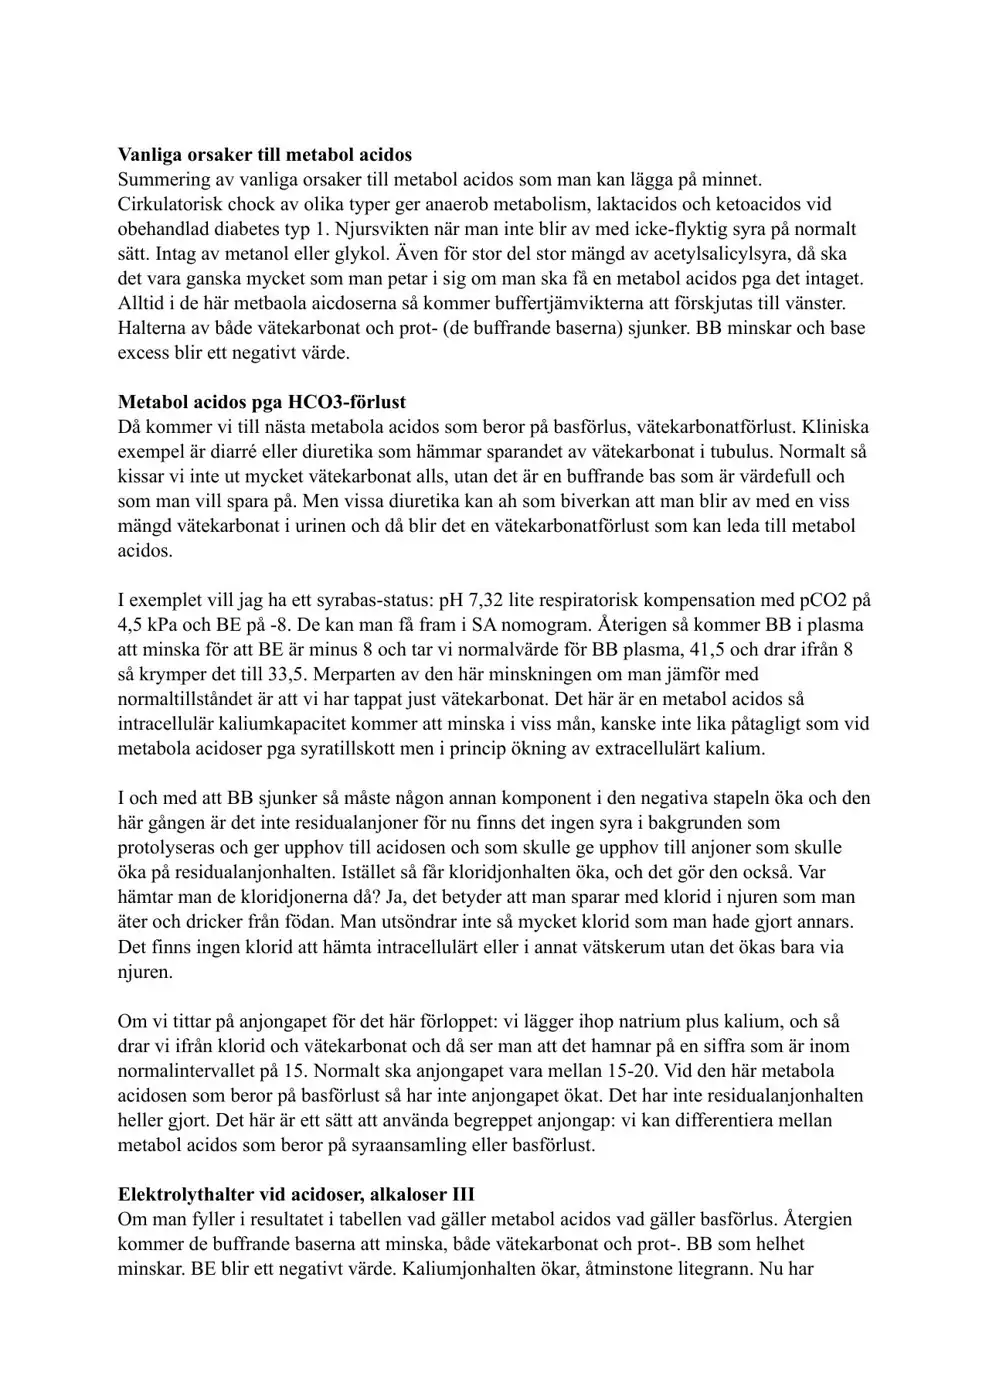 Vanliga orsaker till metabol acidos
Summering av vanliga orsaker till metabol acidos som man kan lägga på minnet.
Cirkulatorisk chock av olika typer ger anaerob metabolism, laktacidos och ketoacidos vid
obehandlad diabetes typ 1. Njursvikten när man inte blir av med icke-flyktig syra på normalt
sätt. Intag av metanol eller glykol. Även för stor del stor mängd av acetylsalicylsyra, då ska
det vara ganska mycket som man petar i sig om man ska få en metabol acidos pga det intaget.
Alltid i de här metbaola aicdoserna så kommer buffertjämvikterna att förskjutas till vänster.
Halterna av både vätekarbonat och prot- (de buffrande baserna) sjunker. BB minskar och base
excess blir ett negativt värde.
Metabol acidos pga HCO3-förlust
Då kommer vi till nästa metabola acidos som beror på basförlus, vätekarbonatförlust. Kliniska
exempel är diarré eller diuretika som hämmar sparandet av vätekarbonat i tubulus. Normalt så
kissar vi inte ut mycket vätekarbonat alls, utan det är en buffrande bas som är värdefull och
som man vill spara på. Men vissa diuretika kan ah som biverkan att man blir av med en viss
mängd vätekarbonat i urinen och då blir det en vätekarbonatförlust som kan leda till metabol
acidos.
I exemplet vill jag ha ett syrabas-status: pH 7,32 lite respiratorisk kompensation med pCO2 på
4,5 kPa och BE på -8. De kan man få fram i SA nomogram. Återigen så kommer BB i plasma
att minska för att BE är minus 8 och tar vi normalvärde för BB plasma, 41,5 och drar ifrån 8
så krymper det till 33,5. Merparten av den här minskningen om man jämför med
normaltillståndet är att vi har tappat just vätekarbonat. Det här är en metabol acidos så
intracellulär kaliumkapacitet kommer att minska i viss mån, kanske inte lika påtagligt som vid
metabola acidoser pga syratillskott men i princip ökning av extracellulärt kalium.
I och med att BB sjunker så måste någon annan komponent i den negativa stapeln öka och den
här gången är det inte residualanjoner för nu finns det ingen syra i bakgrunden som
protolyseras och ger upphov till acidosen och som skulle ge upphov till anjoner som skulle
öka på residualanjonhalten. Istället så får kloridjonhalten öka, och det gör den också. Var
hämtar man de kloridjonerna då? Ja, det betyder att man sparar med klorid i njuren som man
äter och dricker från födan. Man utsöndrar inte så mycket klorid som man hade gjort annars.
Det finns ingen klorid att hämta intracellulärt eller i annat vätskerum utan det ökas bara via
njuren.
Om vi tittar på anjongapet för det här förloppet: vi lägger ihop natrium plus kalium, och så
drar vi ifrån klorid och vätekarbonat och då ser man att det hamnar på en siffra som är inom
normalintervallet på 15. Normalt ska anjongapet vara mellan 15-20. Vid den här metabola
acidosen som beror på basförlust så har inte anjongapet ökat. Det har inte residualanjonhalten
heller gjort. Det här är ett sätt att använda begreppet anjongap: vi kan differentiera mellan
metabol acidos som beror på syraansamling eller basförlust.
Elektrolythalter vid acidoser, alkaloser III
Om man fyller i resultatet i tabellen vad gäller metabol acidos vad gäller basförlus. Återgien
kommer de buffrande baserna att minska, både vätekarbonat och prot-. BB som helhet
minskar. BE blir ett negativt värde. Kaliumjonhalten ökar, åtminstone litegrann. Nu har